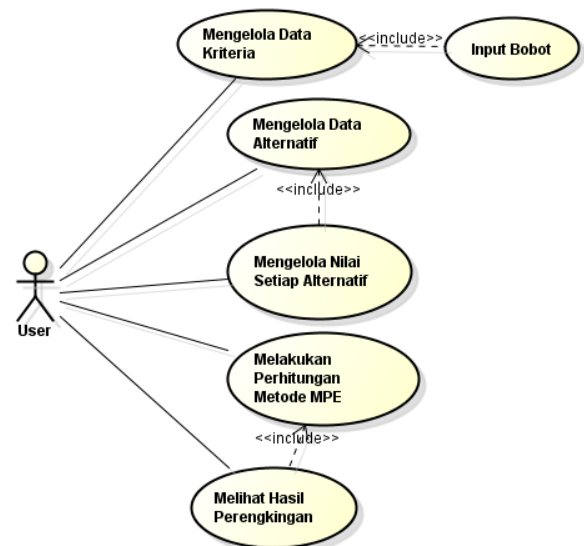 Mengelola Data
Kriteria
<<include>>
Input Bobot
Mengelola Data
Alternatif
<<include>>
Mengelola Nilai
Setiap Alternatif
User
Melakukan
Perhitungan
Metode MPE
<<include>>
Melihat Hasil
Perengkingan